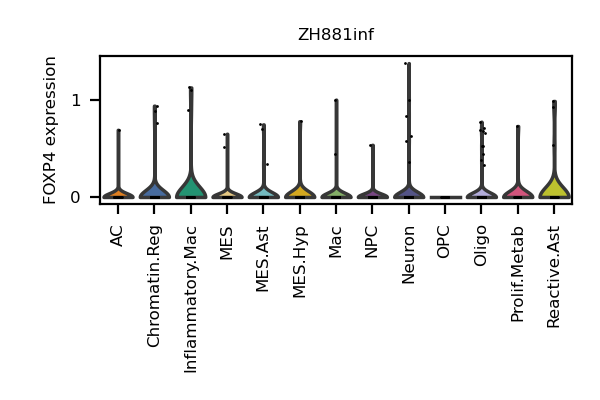 ZH881inf
FOXP4 expression
1
0
AC
Chromatin.Reg
Inflammatory.Mac
MES
MES.Ast
MES.Hyp
Mac
NPC
Neuron
OPC
Oligo
Prolif.Metab
Reactive.Ast